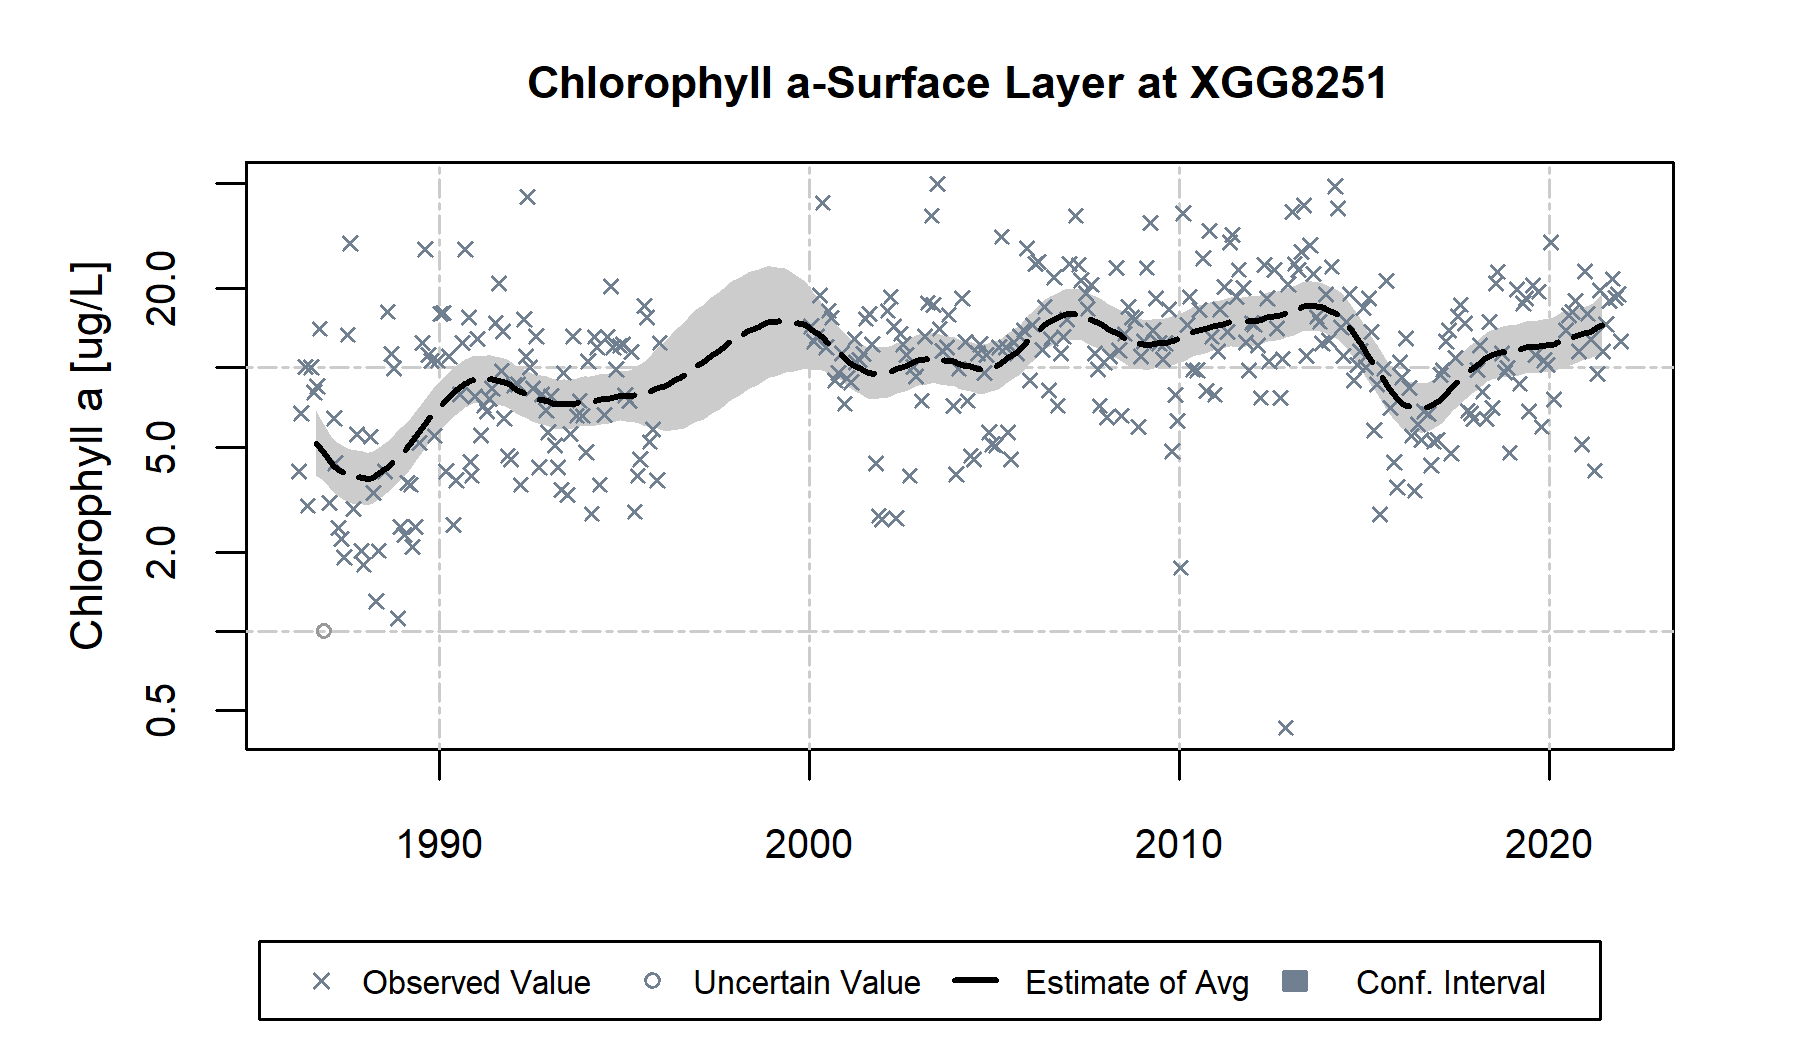 Chlorophyll a-Surface Layer at XGG8251
Chlorophyll a [ug/L]
20.0
5.0
2.0
0.5
1990 2000 2010 2020
Observed Value Uncertain Value Estimate of Avg Conf. Interval